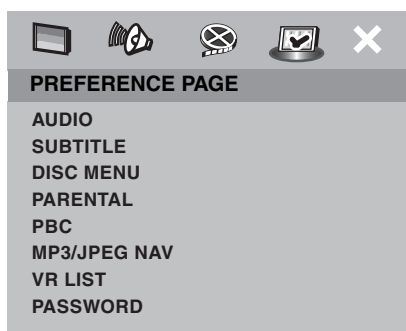 PREFERENCE PAGE
AUDIO
SUBTITLE
DISC MENU
PARENTAL
PBC
MP3/JPEG NAV
VR LIST
PASSWORD